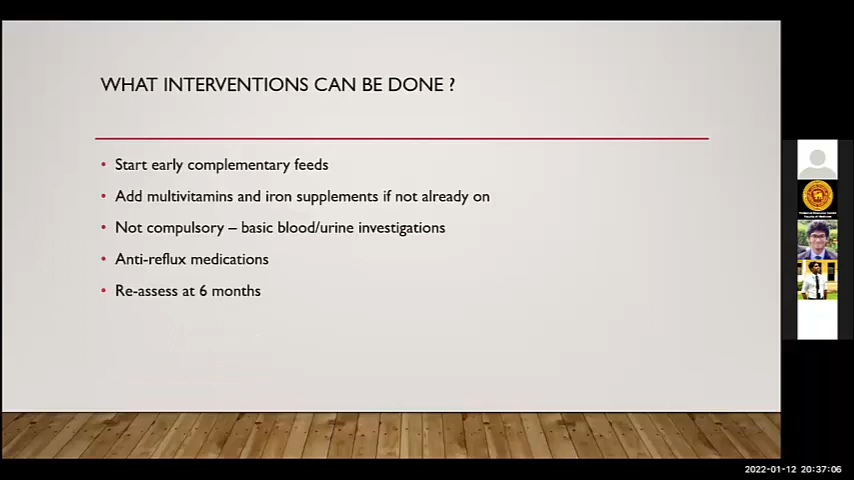 WHAT INTERVENTIONS CAN BE DONE ?
• Start early complementary feeds
• Add multivitamins and iron supplements if not already on
• Not compulsory – basic blood/urine investigations
• Anti-reflux medications
• Re-assess at 6 months
2022-01-12 20:37:06